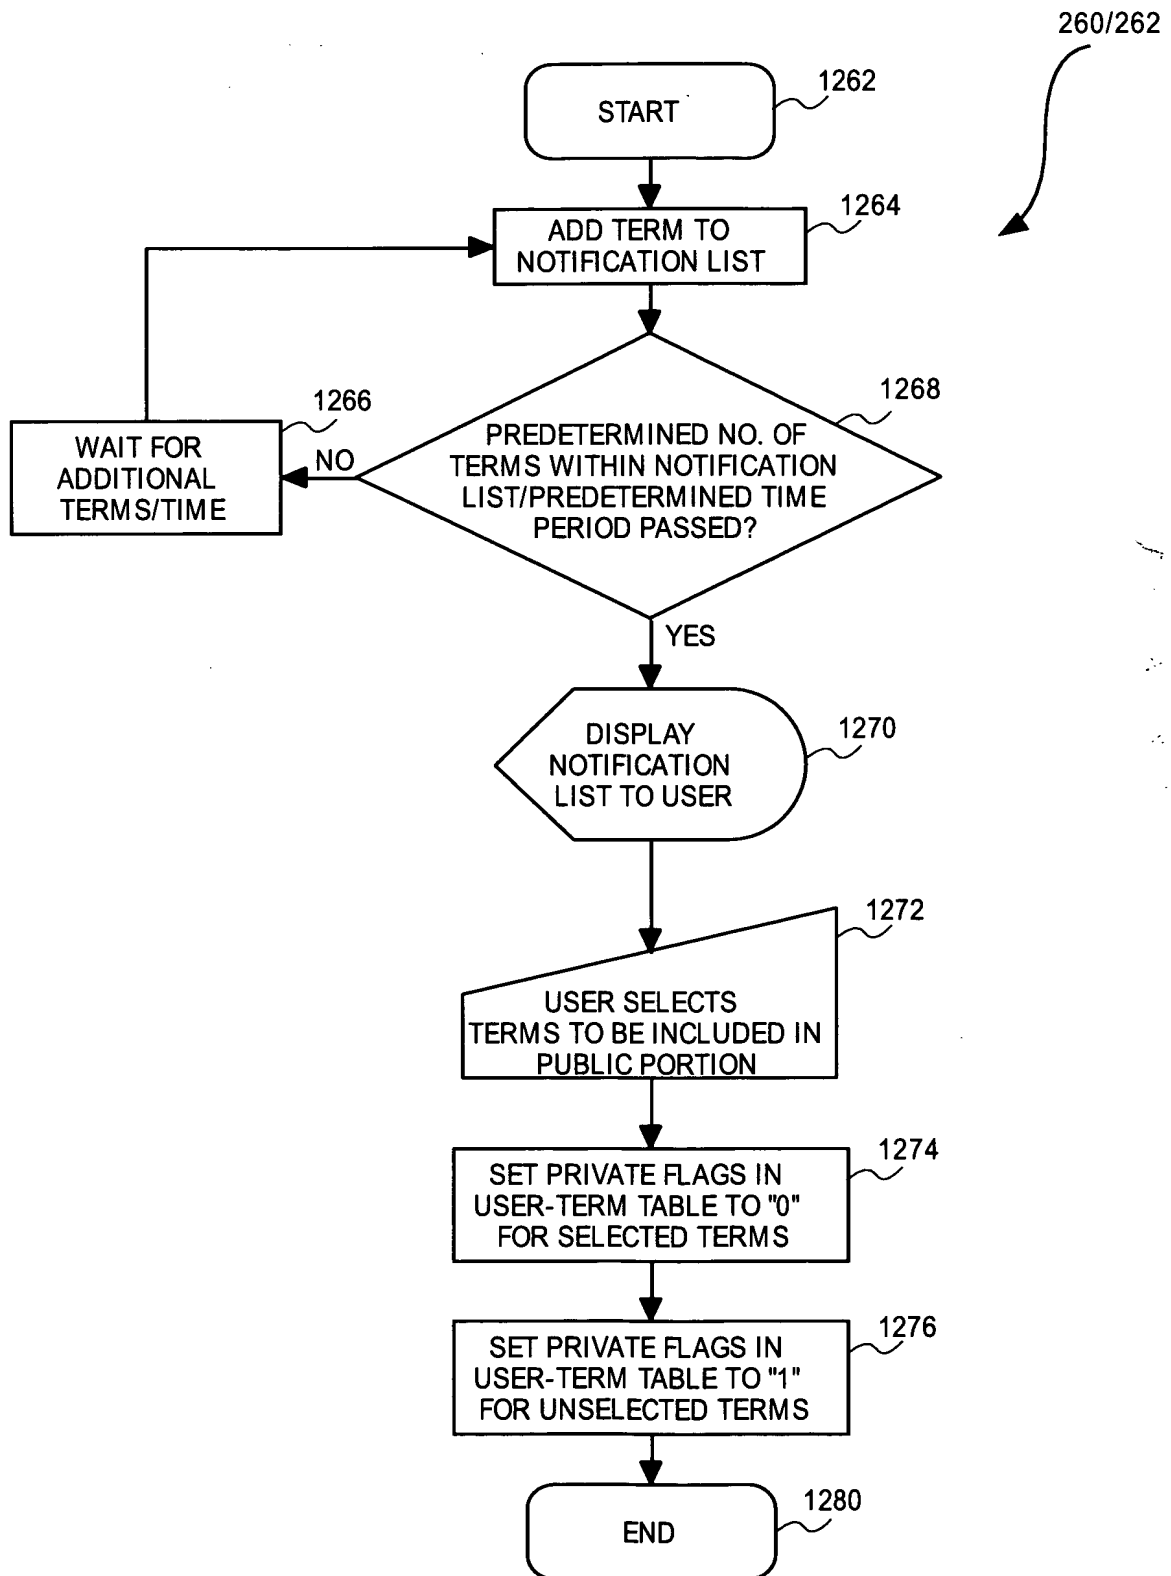 260/262
1262
START
1264
ADD TERM TO
NOTIFICATION LIST
1266
WAIT FOR
ADDITIONAL
TERMS/TIME
NO
1268
PREDETERMINED NO. OF
TERMS WITHIN NOTIFICATION
LIST/PREDETERMINED TIME
PERIOD PASSED?
YES
1270
DISPLAY
NOTIFICATION
LIST TO USER
1272
USER SELECTS
TERMS TO BE INCLUDED IN
PUBLIC PORTION
1274
SET PRIVATE FLAGS IN
USER-TERM TABLE TO "0"
FOR SELECTED TERMS
1276
SET PRIVATE FLAGS IN
USER-TERM TABLE TO "1"
FOR UNSELECTED TERMS
1280
END